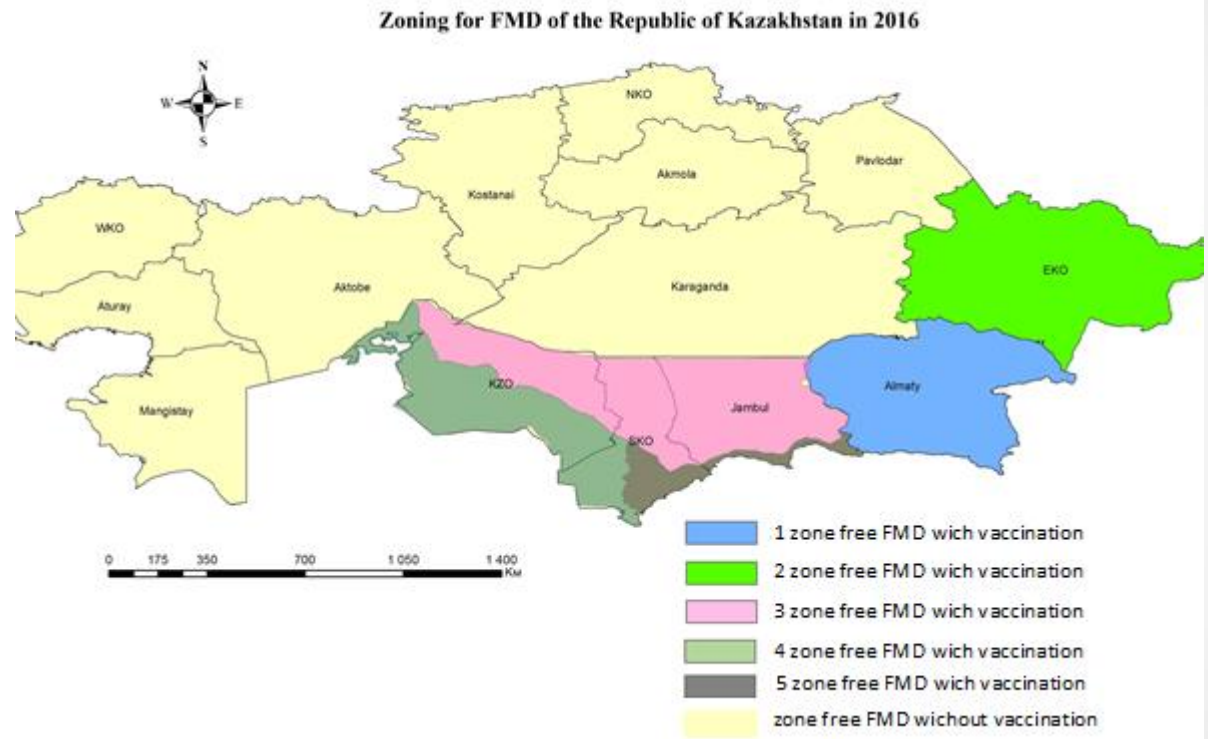 Zoning for FMD of the Republic of Kazakhstan in 2016
N
W E
S
NKO
Pavlodar
Akmola
Kostanai
WKO
EKO
Aktobe
Karaganda
Aturay
KZO
Almaty
Jambul
Mangistay
SKO
1 zone free FMD wich vaccination
0 175 350 700 1 050 1 400
Км
2 zone free FMD wich vaccination
3 zone free FMD wich vaccination
4 zone free FMD wich vaccination
5 zone free FMD wich vaccination
zone free FMD wichout vaccination